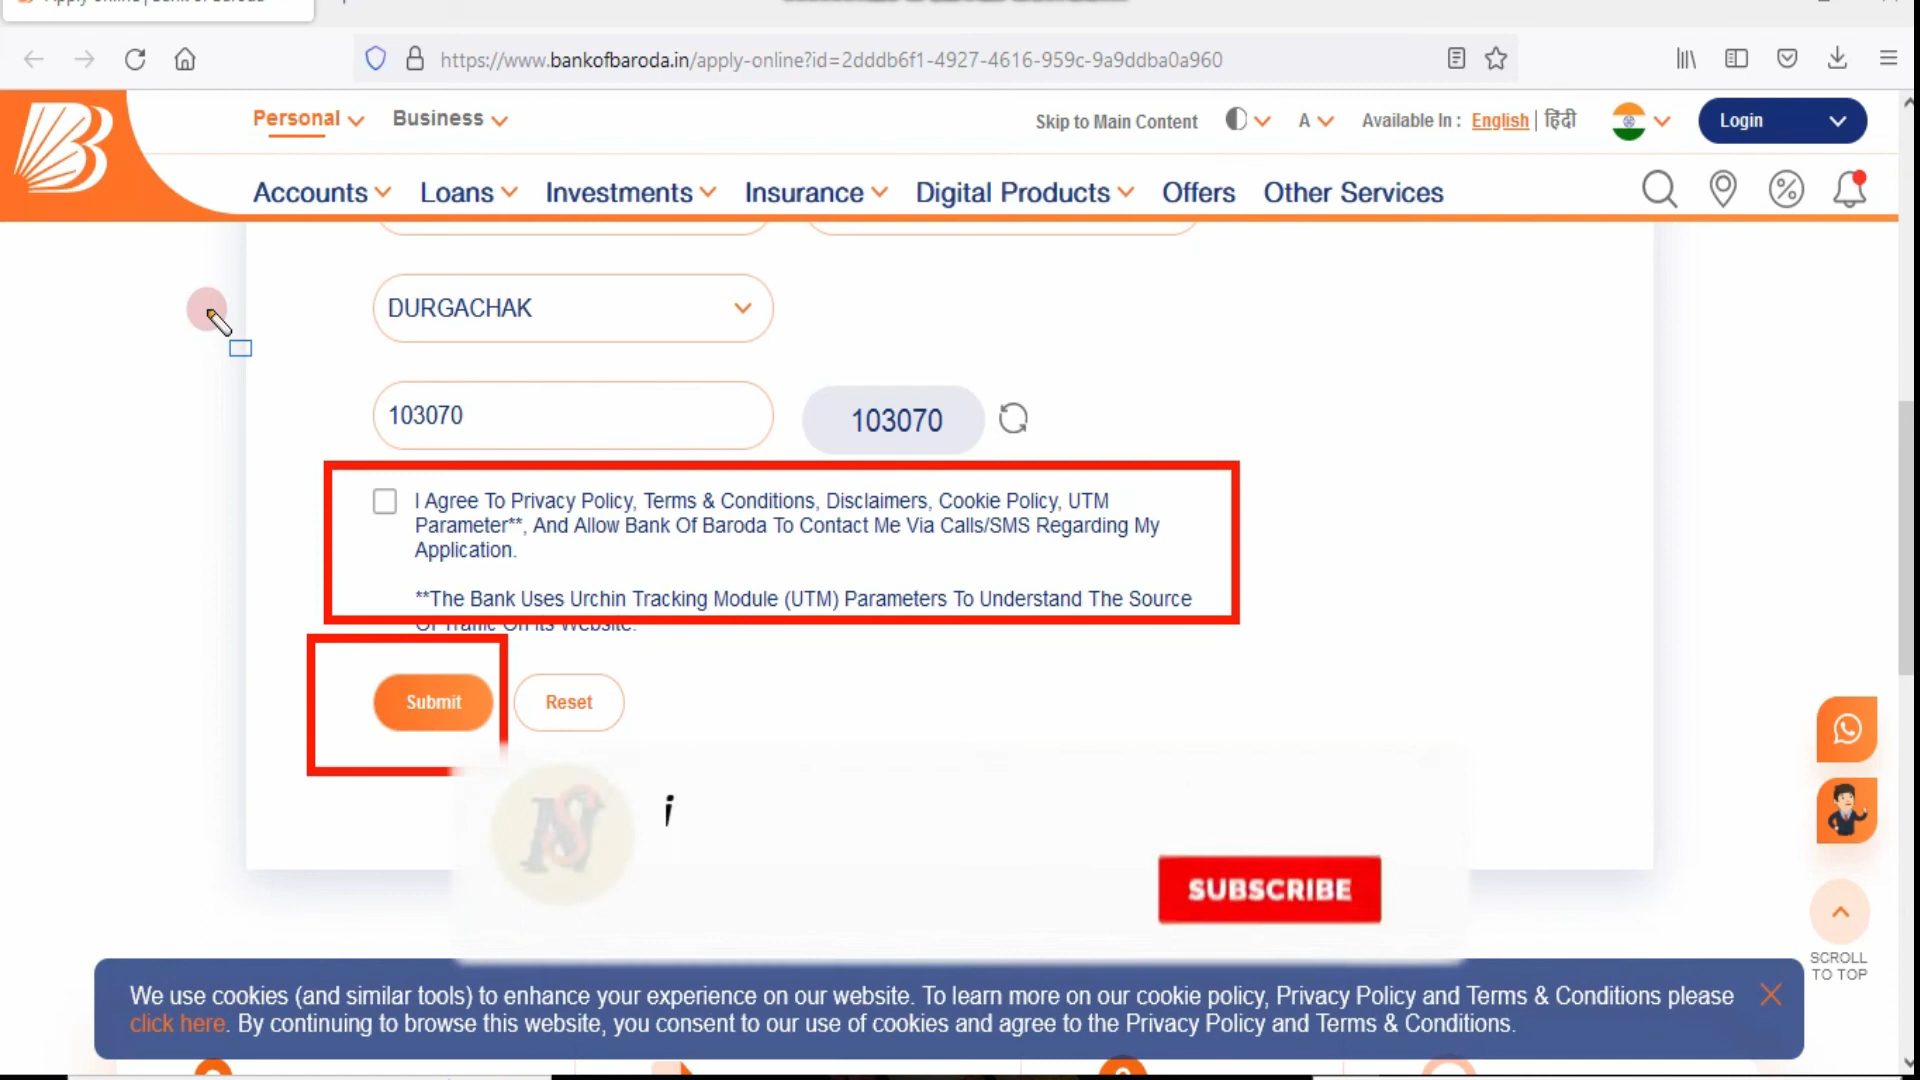 https://www.bankofbaroda.in/apply-online?id=2dddb6f1-4927-4616-959c-9a9ddba0a960
Personal Business Skip to Main Content A Available In : English | हिंदी Login
Accounts Loans Investments Insurance Digital Products Offers Other Services
DURGACHAK
103070 103070
I Agree To Privacy Policy, Terms & Conditions, Disclaimers, Cookie Policy, UTM
Parameter**, And Allow Bank Of Baroda To Contact Me Via Calls/SMS Regarding My
Application.
**The Bank Uses Urchin Tracking Module (UTM) Parameters To Understand The Source
Of Traffic On Its Website.
Submit Reset
NS i
SUBSCRIBE
SCROLL
TO TOP
We use cookies (and similar tools) to enhance your experience on our website. To learn more on our cookie policy, Privacy Policy and Terms & Conditions please
click here. By continuing to browse this website, you consent to our use of cookies and agree to the Privacy Policy and Terms & Conditions.